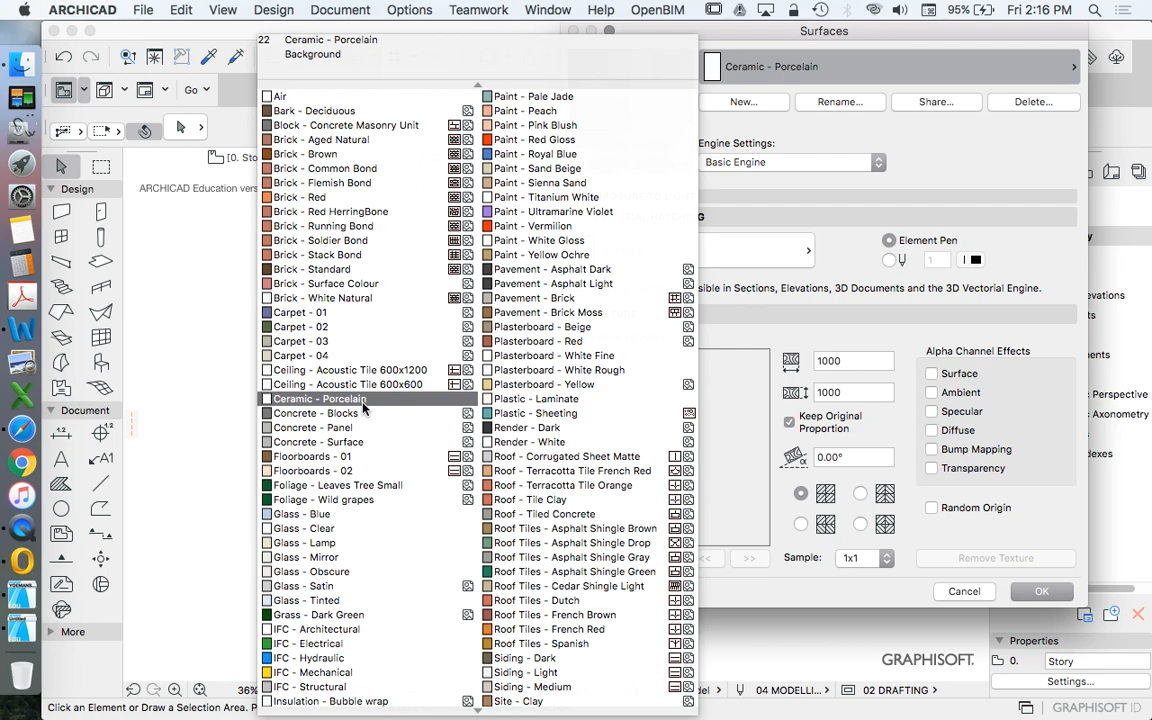 ARCHICAD File Edit View Design Document Options Teamwork Window Help OpenBIM 95% Fri 2:16 PM
Surfaces
22 Ceramic - Porcelain
Background
Ceramic - Porcelain
New...
Rename...
Share...
Delete...
Engine Settings:
Basic Engine
Go
[0. Sto
ARCHICAD Education vers
Design
Document
More
Air
Bark - Deciduous
Block - Concrete Masonry Unit
Brick - Aged Natural
Brick - Brown
Brick - Common Bond
Brick - Flemish Bond
Brick - Red
Brick - Red HerringBone
Brick - Running Bond
Brick - Soldier Bond
Brick - Stack Bond
Brick - Standard
Brick - Surface Colour
Brick - White Natural
Carpet - 01
Carpet - 02
Carpet - 03
Carpet - 04
Ceiling - Acoustic Tile 600x1200
Ceiling - Acoustic Tile 600x600
Ceramic - Porcelain
Concrete - Blocks
Concrete - Panel
Concrete - Surface
Floorboards - 01
Floorboards - 02
Foliage - Leaves Tree Small
Foliage - Wild grapes
Glass - Blue
Glass - Clear
Glass - Lamp
Glass - Mirror
Glass - Obscure
Glass - Satin
Glass - Tinted
Grass - Dark Green
IFC - Architectural
IFC - Electrical
IFC - Hydraulic
IFC - Mechanical
IFC - Structural
Insulation - Bubble wrap
Paint - Pale Jade
Paint - Peach
Paint - Pink Blush
Paint - Red Gloss
Paint - Royal Blue
Paint - Sand Beige
Paint - Sienna Sand
Paint - Titanium White
Paint - Ultramarine Violet
Paint - Vermilion
Paint - White Gloss
Paint - Yellow Ochre
Pavement - Asphalt Dark
Pavement - Asphalt Light
Pavement - Brick
Pavement - Brick Moss
Plasterboard - Beige
Plasterboard - Red
Plasterboard - White Fine
Plasterboard - White Rough
Plasterboard - Yellow
Plastic - Laminate
Plastic - Sheeting
Render - Dark
Render - White
Roof - Corrugated Sheet Matte
Roof - Terracotta Tile French Red
Roof - Terracotta Tile Orange
Roof - Tile Clay
Roof - Tiled Concrete
Roof Tiles - Asphalt Shingle Brown
Roof Tiles - Asphalt Shingle Drop
Roof Tiles - Asphalt Shingle Gray
Roof Tiles - Asphalt Shingle Green
Roof Tiles - Cedar Shingle Light
Roof Tiles - Dutch
Roof Tiles - French Brown
Roof Tiles - French Red
Roof Tiles - Spanish
Siding - Dark
Siding - Light
Siding - Medium
Site - Clay
G
Element Pen
1
sible in Sections, Elevations, 3D Documents and the 3D Vectorial Engine.
1000
1000
Keep Original
Proportion
0.00°
Alpha Channel Effects
Surface
Ambient
Specular
Diffuse
Bump Mapping
Transparency
Random Origin
<< >> Sample: 1x1 Remove Texture
Cancel OK
y
evations
ts
ents
Perspective
Axonometry
exes
GRAPHISOFT.
Properties
0. Story
Settings...
36%
del 04 MODELLI... 02 DRAFTING
Click an Element or Draw a Selection Area. P
GRAPHISOFT ID